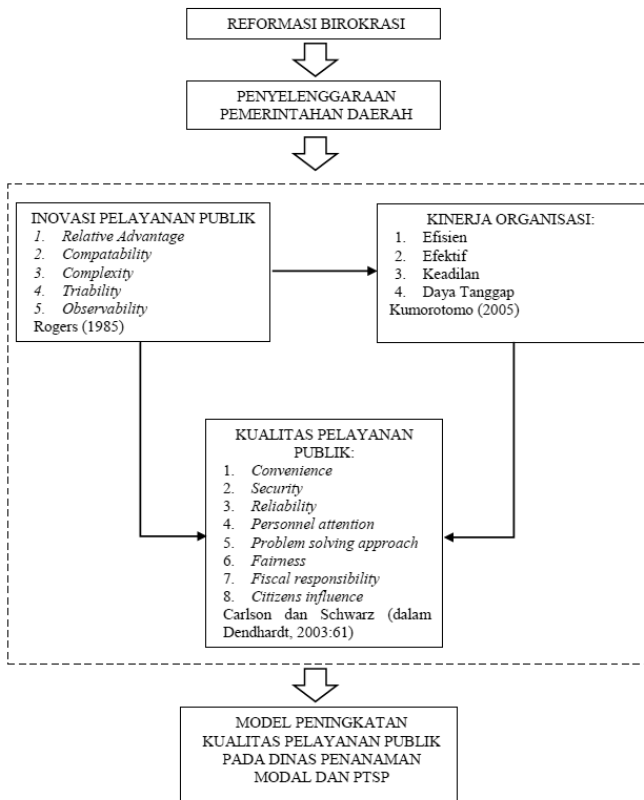 REFORMASI BIROKRASI
PENYELENGGARAAN
PEMERINTAHAN DAERAH
INOVASI PELAYANAN PUBLIK
1. Relative Advantage
2. Compatability
3. Complexity
4. Triability
5. Observability
Rogers (1985)
KINERJA ORGANISASI:
1. Efisien
2. Efektif
3. Keadilan
4. Daya Tanggap
Kumorotomo (2005)
KUALITAS PELAYANAN
PUBLIK:
1. Convenience
2. Security
3. Reliability
4. Personnel attention
5. Problem solving approach
6. Fairness
7. Fiscal responsibility
8. Citizens influence
Carlson dan Schwarz (dalam
Dendhardt, 2003:61)
MODEL PENINGKATAN
KUALITAS PELAYANAN PUBLIK
PADA DINAS PENANAMAN
MODAL DAN PTSP